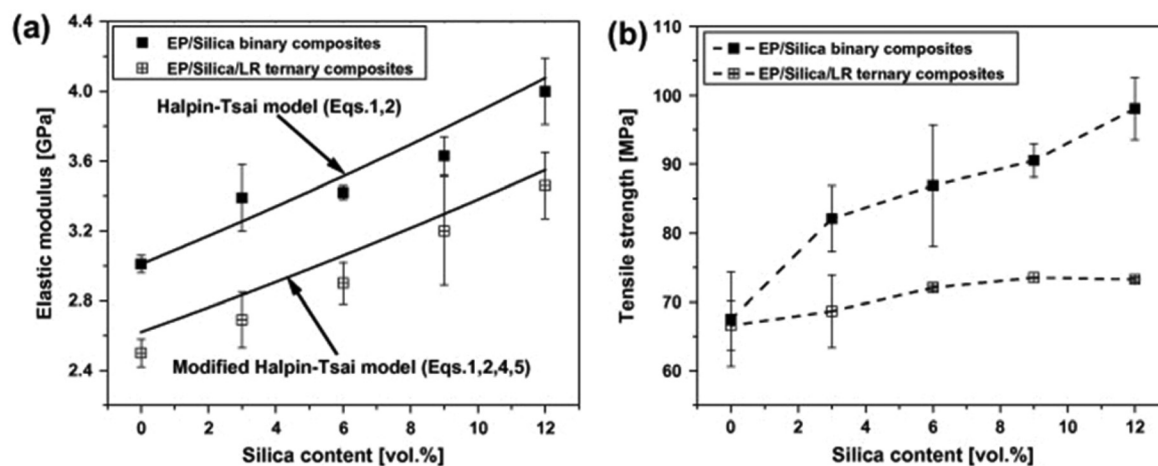 (a)
EP/Silica binary composites
EP/Silica/LR ternary composites
Halpin-Tsai model (Eqs.1,2)
Modified Halpin-Tsai model (Eqs.1,2,4,5)
Elastic modulus [GPa]
4.4
4.0
3.6
3.2
2.8
2.4
0 2 4 6 8 10 12
Silica content [vol.%]
(b)
EP/Silica binary composites
EP/Silica/LR ternary composites
Tensile strength [MPa]
110
100
90
80
70
60
0 2 4 6 8 10 12
Silica content [vol.%]